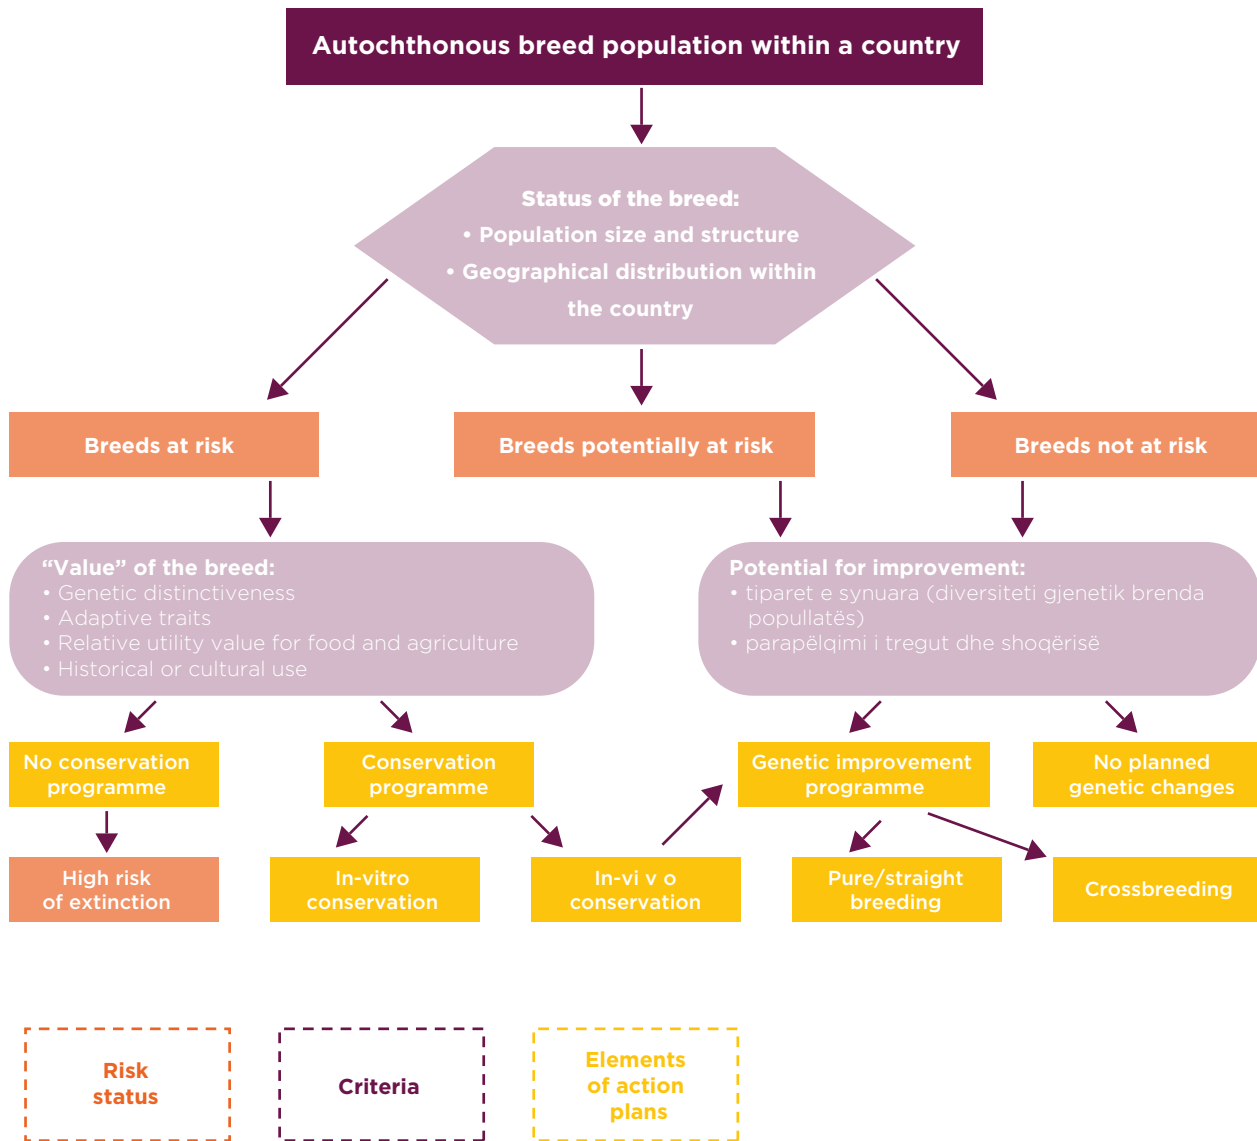 Autochthonous breed population within a country
Status of the breed:
• Population size and structure
• Geographical distribution within
the country
Breeds at risk
Breeds potentially at risk
Breeds not at risk
“Value” of the breed:
• Genetic distinctiveness
• Adaptive traits
• Relative utility value for food and agriculture
• Historical or cultural use
Potential for improvement:
• tiparet e synuara (diversiteti gjenetik brenda
popullatës)
• parapëlqimi i tregut dhe shoqërisë
No conservation
programme
Conservation
programme
Genetic improvement
programme
No planned
genetic changes
High risk
of extinction
In-vitro
conservation
In-vi v o
conservation
Pure/straight
breeding
Crossbreeding
Risk
status
Criteria
Elements
of action
plans